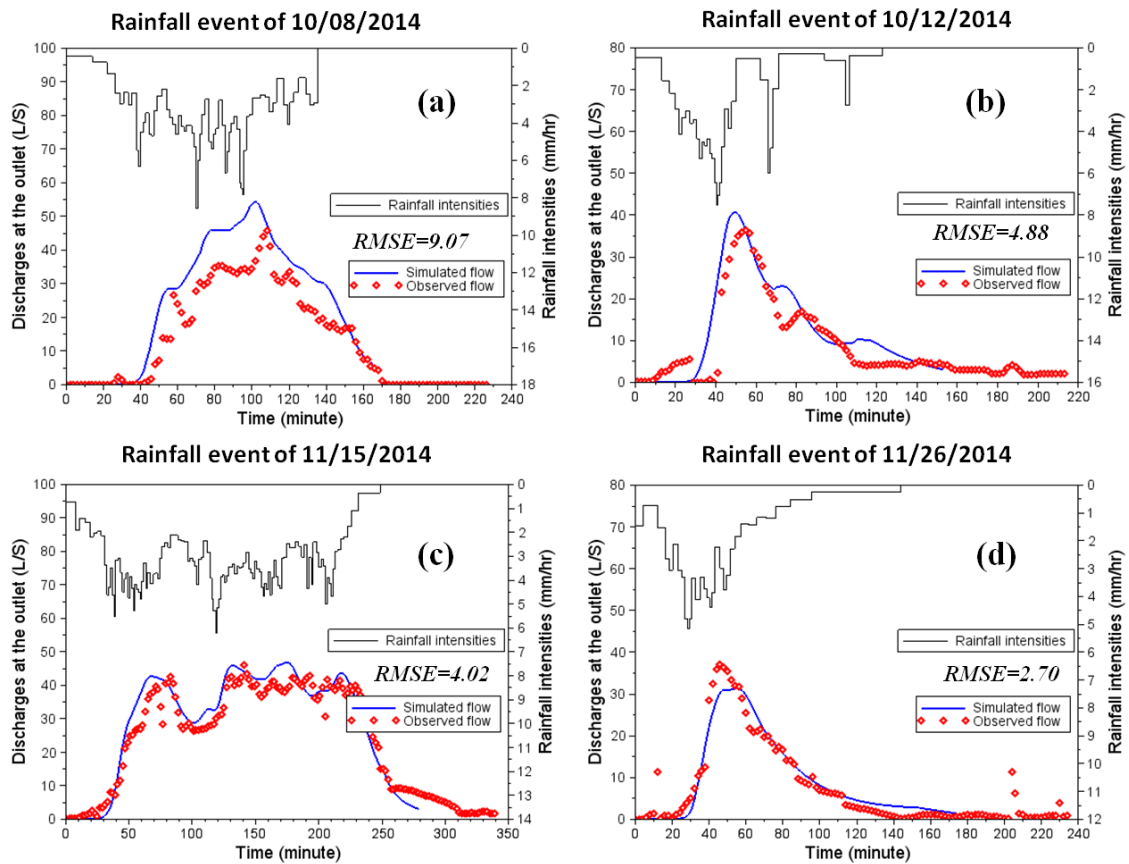 Rainfall event of 10/08/2014
(a)
Discharges at the outlet (L/S)
100
90
80
70
60
50
40
30
20
10
0
Rainfall intensities (mm/hr)
0
2
4
6
8
10
12
14
16
18
Rainfall intensities
RMSE=9.07
Simulated flow
Observed flow
0 20 40 60 80 100 120 140 160 180 200 220 240
Time (minute)
Rainfall event of 10/12/2014
(b)
Discharges at the outlet (L/S)
80
70
60
50
40
30
20
10
0
Rainfall intensities (mm/hr)
0
2
4
6
8
10
12
14
16
Rainfall intensities
RMSE=4.88
Simulated flow
Observed flow
0 20 40 60 80 100 120 140 160 180 200 220
Time (minute)
Rainfall event of 11/15/2014
(c)
Discharges at the outlet (L/S)
100
90
80
70
60
50
40
30
20
10
0
Rainfall intensities (mm/hr)
0
1
2
3
4
5
6
7
8
9
10
11
12
13
14
Rainfall intensities
RMSE=4.02
Simulated flow
Observed flow
0 50 100 150 200 250 300 350
Time (minute)
Rainfall event of 11/26/2014
(d)
Discharges at the outlet (L/S)
80
70
60
50
40
30
20
10
0
Rainfall intensities (mm/hr)
0
1
2
3
4
5
6
7
8
9
10
11
12
Rainfall intensities
RMSE=2.70
Simulated flow
Observed flow
0 20 40 60 80 100 120 140 160 180 200 220 240
Time (minute)